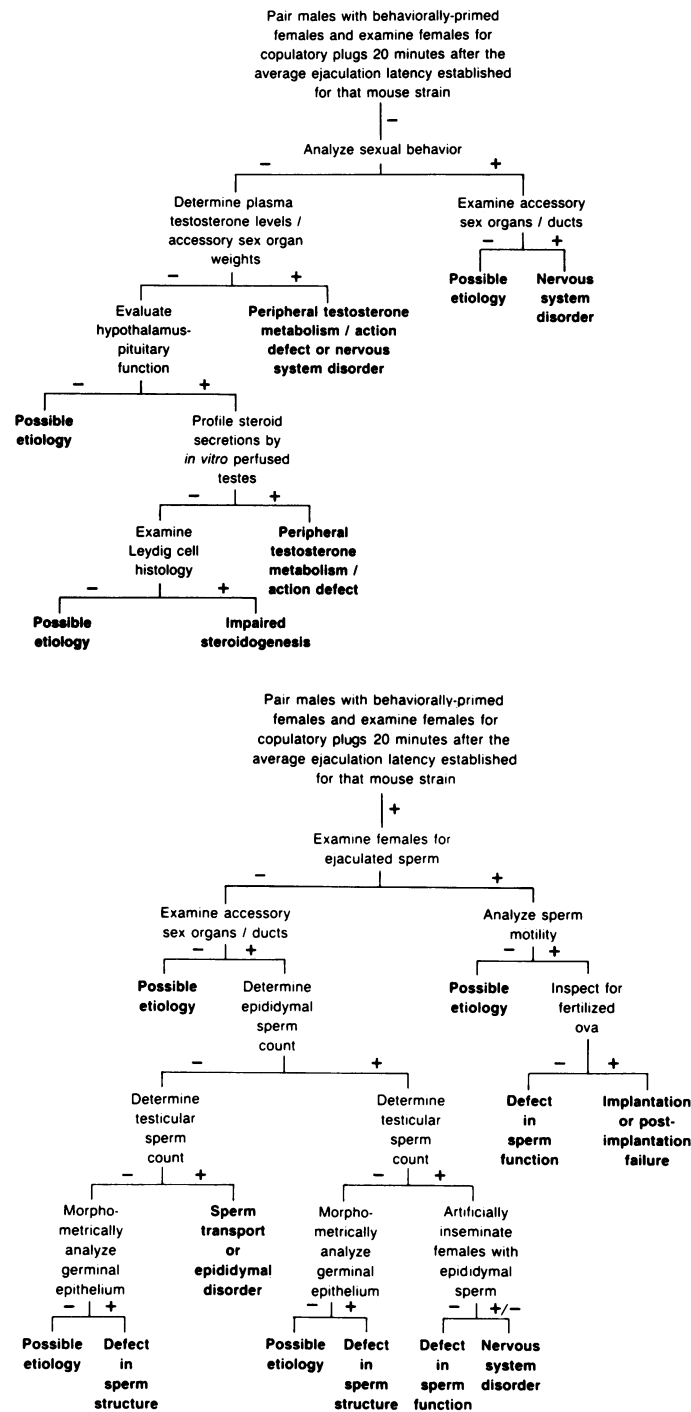 Pair males with behaviorally-primed
females and examine females for
copulatory plugs 20 minutes after the
average ejaculation latency established
for that mouse strain
−
Analyze sexual behavior
− +
Determine plasma
testosterone levels /
accessory sex organ
weights
Examine accessory
sex organs / ducts
− +
Possible
etiology
Nervous
system
disorder
− +
Evaluate
hypothalamus-
pituitary
function
Peripheral testosterone
metabolism / action
defect or nervous
system disorder
− +
Possible
etiology
Profile steroid
secretions by
in vitro perfused
testes
− +
Examine
Leydig cell
histology
Peripheral
testosterone
metabolism /
action defect
− +
Possible
etiology
Impaired
steroidogenesis
Pair males with behaviorally-primed
females and examine females for
copulatory plugs 20 minutes after the
average ejaculation latency established
for that mouse strain
+
Examine females for
ejaculated sperm
− +
Examine accessory
sex organs / ducts
Analyze sperm
motility
− +
− +
Possible
etiology
Determine
epididymal
sperm
count
Possible
etiology
Inspect for
fertilized
ova
− +
− +
Determine
testicular
sperm
count
Determine
testicular
sperm
count
Defect
in
sperm
function
Implantation
or post-
implantation
failure
− +
− +
Morpho-
metrically
analyze
germinal
epithelium
Sperm
transport
or
epididymal
disorder
Morpho-
metrically
analyze
germinal
epithelium
Artificially
inseminate
females with
epididymal
sperm
− +
− +
− +/−
Possible
etiology
Defect
in
sperm
structure
Possible
etiology
Defect
in
sperm
structure
Defect
in
sperm
function
Nervous
system
disorder